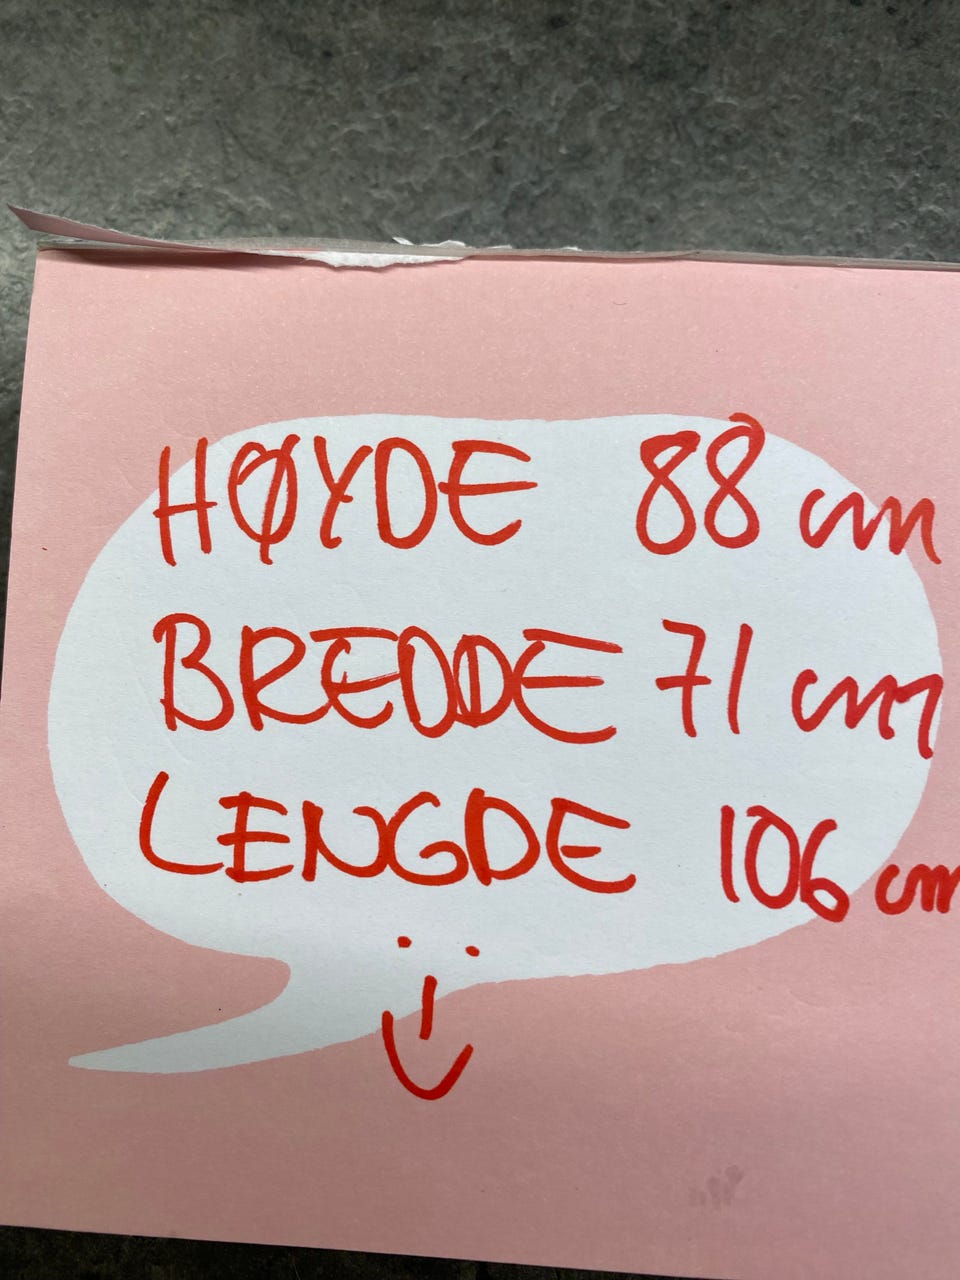 HØYDE 88 cm
BREDDE 71 cm
LENGDE 106 cm